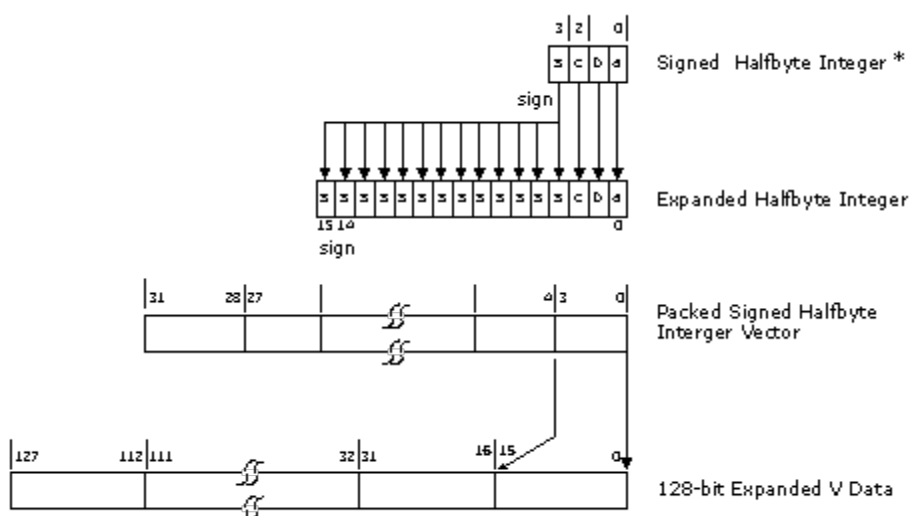 3 2 0
s c b a Signed Halfbyte Integer *
sign
s s s s s s s s s s s s s c b a Expanded Halfbyte Integer
15 14 0
sign
31 28 27 4 3 0
Packed Signed Halfbyte
Interger Vector
127 112 111 32 31 16 15 0
128-bit Expanded V Data